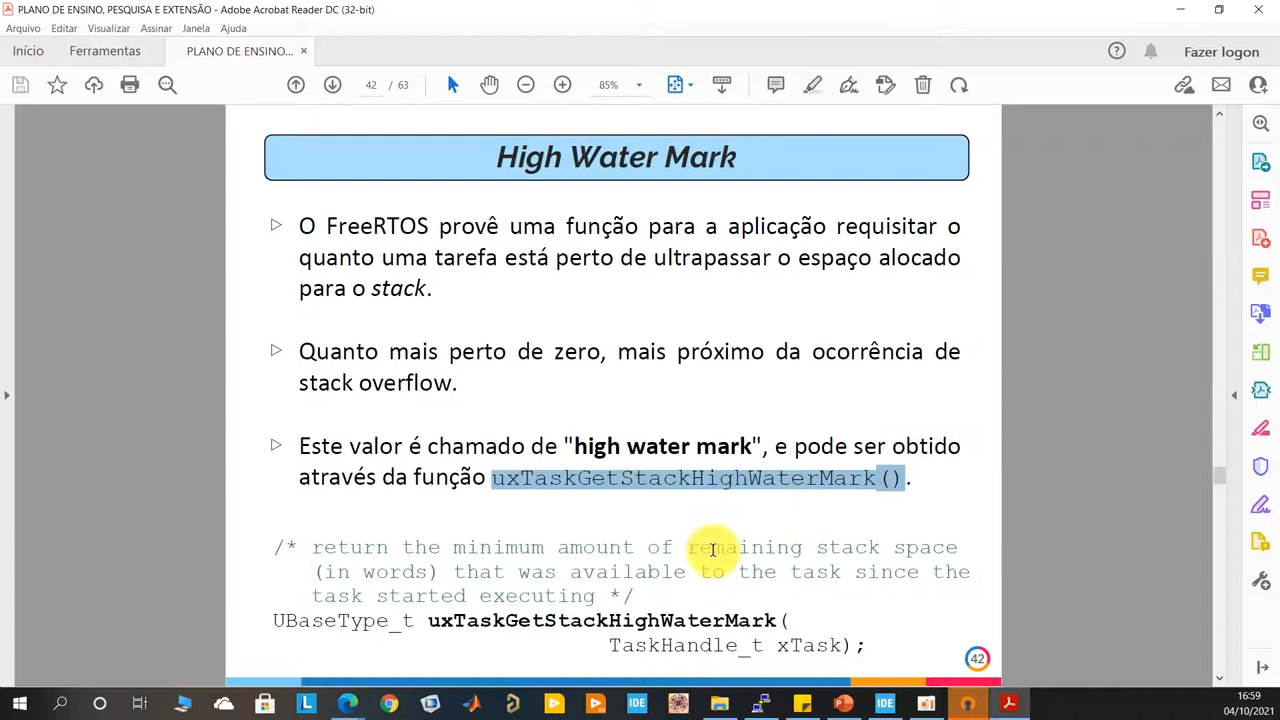 PLANO DE ENSINO, PESQUISA E EXTENSÃO - Adobe Acrobat Reader DC (32-bit)
Arquivo Editar Visualizar Assinar Janela Ajuda
Início Ferramentas PLANO DE ENSINO... × Fazer logon
42 / 63 85%
High Water Mark
▷ O FreeRTOS provê uma função para a aplicação requisitar o
quanto uma tarefa está perto de ultrapassar o espaço alocado
para o stack.
▷ Quanto mais perto de zero, mais próximo da ocorrência de
stack overflow.
▷ Este valor é chamado de "high water mark", e pode ser obtido
através da função uxTaskGetStackHighWaterMark().
/* return the minimum amount of remaining stack space
(in words) that was available to the task since the
task started executing */
UBaseType_t uxTaskGetStackHighWaterMark(
TaskHandle_t xTask);
42
L IDE IDE
16:59
04/10/2021